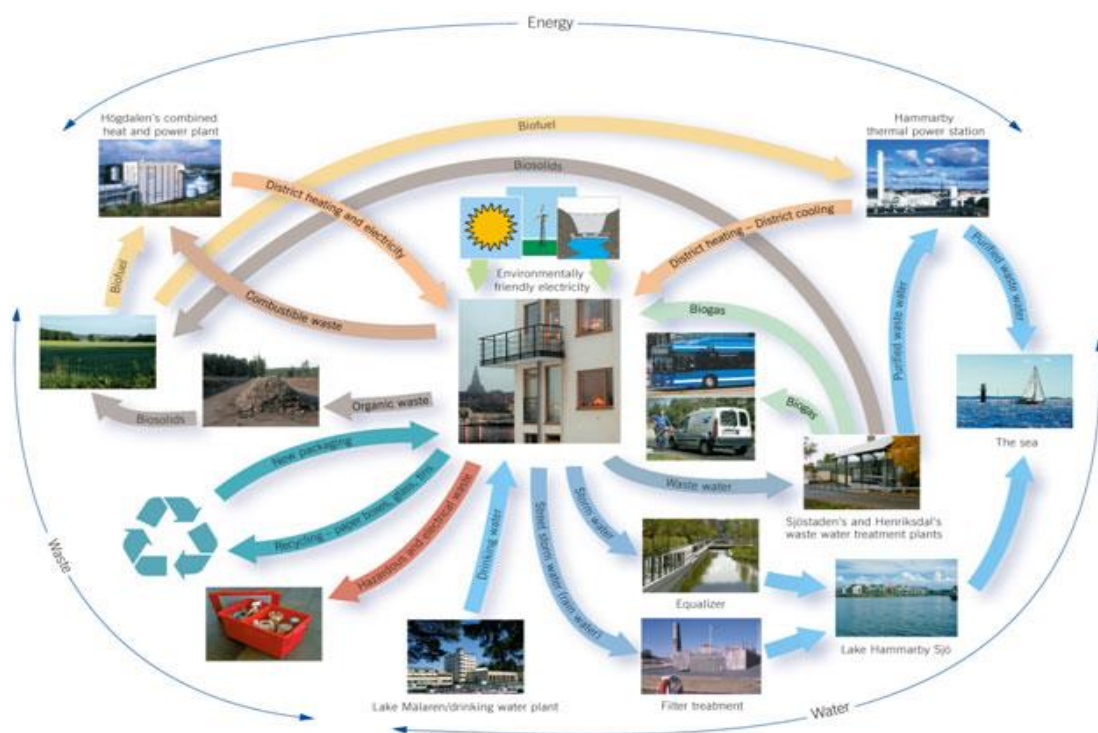 Energy
Högdalen's combined
heat and power plant
Hammarby
thermal power station
Biofuel
Biosolids
District heating and electricity
District heating – District cooling
Environmentally
friendly electricity
Biofuel
Combustible waste
Biogas
Purified waste water
Purified waste water
Organic waste
Biosolids
Biogas
The sea
New packaging
Waste water
Sjöstaden's and Henriksdal's
waste water treatment plants
Recycling – paper boxes, glass, tins
Hazardous and electrical waste
Drinking water
Street storm water (rain water)
Storm water
Waste
Equalizer
Lake Hammarby Sjö
Lake Mälaren/drinking water plant
Filter treatment
Water